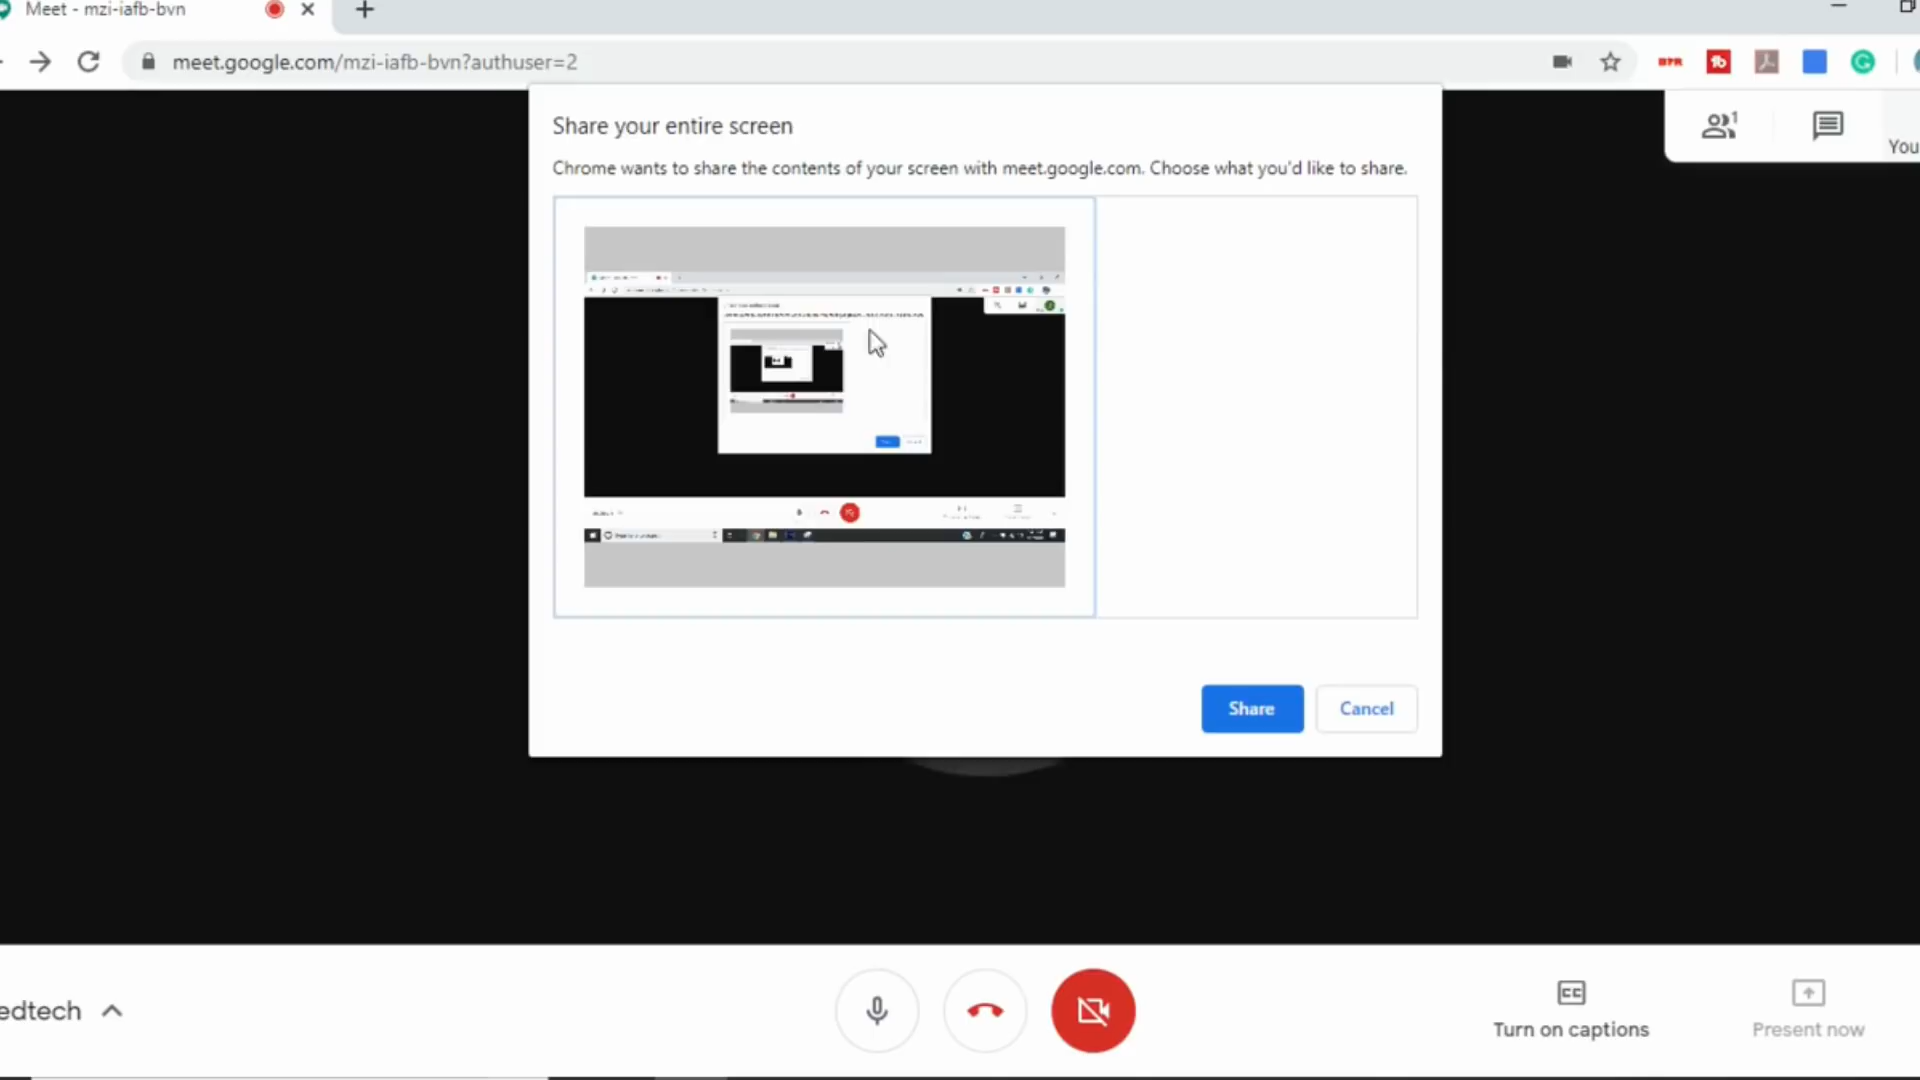 Meet - mzi-iafb-bvn
meet.google.com/mzi-iafb-bvn?authuser=2
Share your entire screen
Chrome wants to share the contents of your screen with meet.google.com. Choose what you'd like to share.
1
You
Share
Cancel
edtech
CC
Turn on captions
Present now